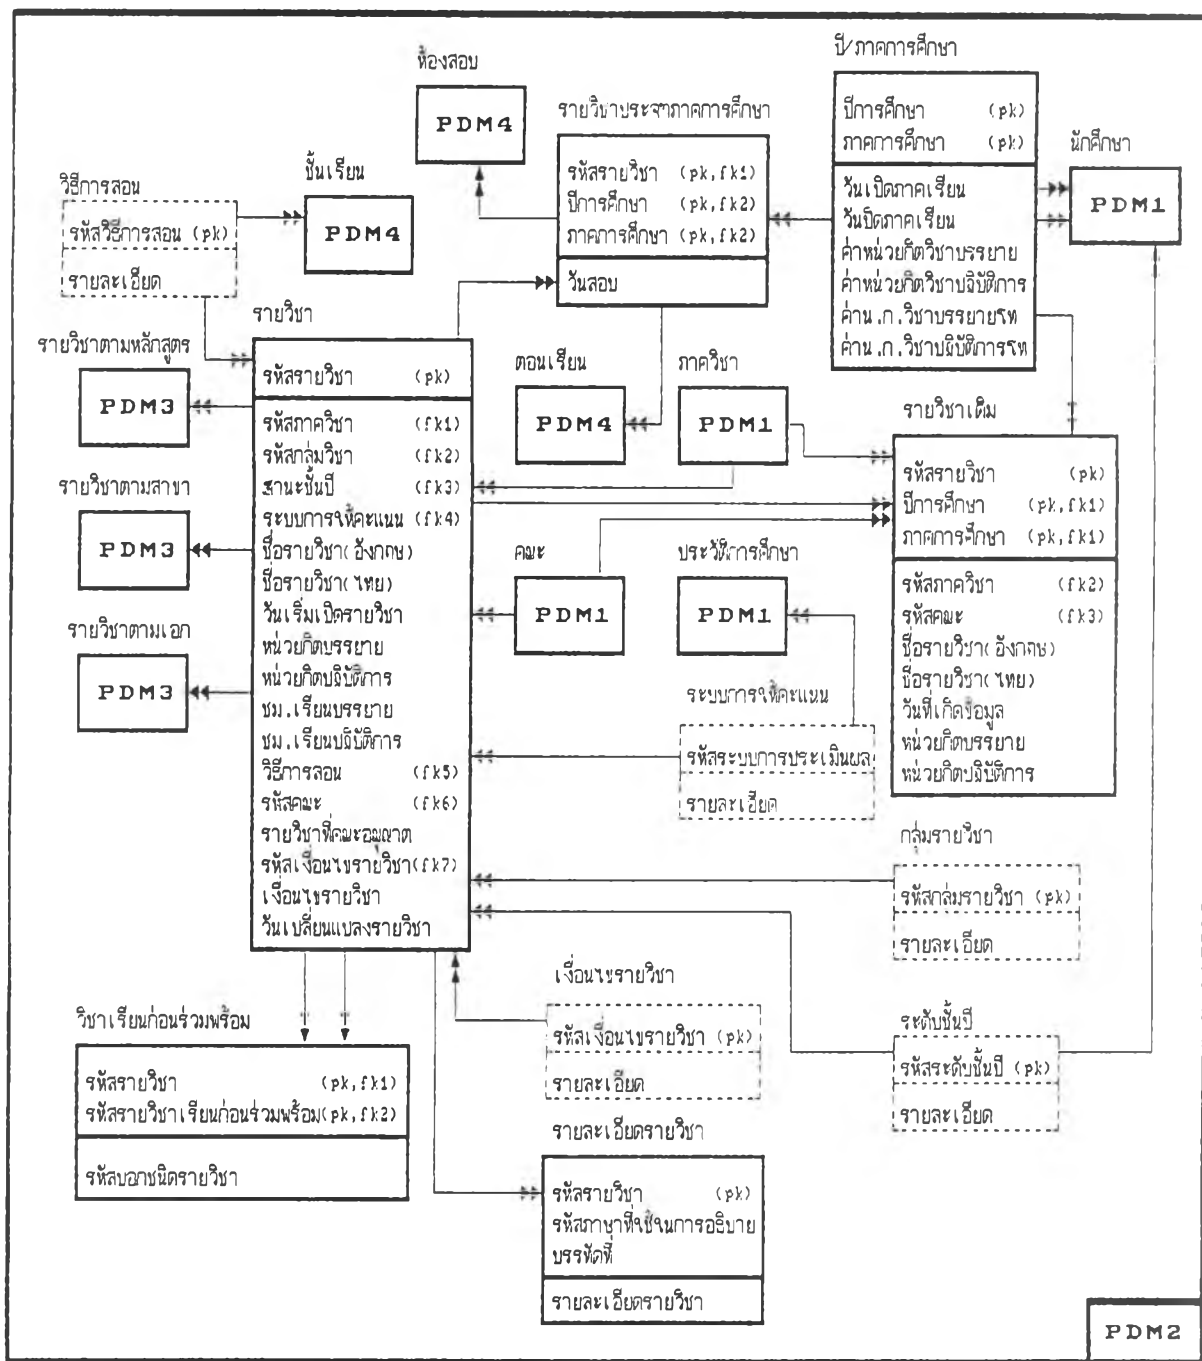 ปี/ภาคการศึกษา
ปีการศึกษา (pk)
ภาคการศึกษา (pk)
วันเปิดภาคเรียน
วันปิดภาคเรียน
ค่าหน่วยกิตวิชาบรรยาย
ค่าหน่วยกิตวิชาปฏิบัติการ
ค่าน.ก.วิชาบรรยายโท
ค่าน.ก.วิชาปฏิบัติการโท
ห้องสอบ
PDM4
รายวิชาประจำภาคการศึกษา
รหัสรายวิชา (pk,fk1)
ปีการศึกษา (pk,fk2)
ภาคการศึกษา (pk,fk2)
วันสอบ
นักศึกษา
PDM1
ชั้นเรียน
PDM4
วิธีการสอน
รหัสวิธีการสอน (pk)
รายละเอียด
รายวิชาตามหลักสูตร
PDM3
รายวิชาตามสาขา
PDM3
รายวิชาตามเอก
PDM3
รายวิชา
รหัสรายวิชา (pk)
รหัสภาควิชา (fk1)
รหัสกลุ่มวิชา (fk2)
ฐานะชั้นปี (fk3)
ระบบการให้คะแนน (fk4)
ชื่อรายวิชา(อังกฤษ)
ชื่อรายวิชา(ไทย)
วันเริ่มเปิดรายวิชา
หน่วยกิตบรรยาย
หน่วยกิตปฏิบัติการ
ชม.เรียนบรรยาย
ชม.เรียนปฏิบัติการ
วิธีการสอน (fk5)
รหัสคณะ (fk6)
รายวิชาที่คณะอนุญาต
รหัสเงื่อนไขรายวิชา(fk7)
เงื่อนไขรายวิชา
วันเปลี่ยนแปลงรายวิชา
ตอนเรียน
PDM4
ภาควิชา
PDM1
คณะ
PDM1
ประวัติการศึกษา
PDM1
รายวิชาเดิม
รหัสรายวิชา (pk)
ปีการศึกษา (pk,fk1)
ภาคการศึกษา (pk,fk1)
รหัสภาควิชา (fk2)
รหัสคณะ (fk3)
ชื่อรายวิชา(อังกฤษ)
ชื่อรายวิชา(ไทย)
วันที่เกิดข้อมูล
หน่วยกิตบรรยาย
หน่วยกิตปฏิบัติการ
ระบบการให้คะแนน
รหัสระบบการประเมินผล
รายละเอียด
กลุ่มรายวิชา
รหัสกลุ่มรายวิชา (pk)
รายละเอียด
เงื่อนไขรายวิชา
รหัสเงื่อนไขรายวิชา (pk)
รายละเอียด
ระดับชั้นปี
รหัสระดับชั้นปี (pk)
รายละเอียด
วิชาเรียนก่อนร่วมพร้อม
รหัสรายวิชา (pk,fk1)
รหัสรายวิชาเรียนก่อนร่วมพร้อม(pk,fk2)
รหัสบอกชนิดรายวิชา
รายละเอียดรายวิชา
รหัสรายวิชา (pk)
รหัสภาษาที่ใช้ในการอธิบาย
บรรทัดที่
รายละเอียดรายวิชา
PDM2